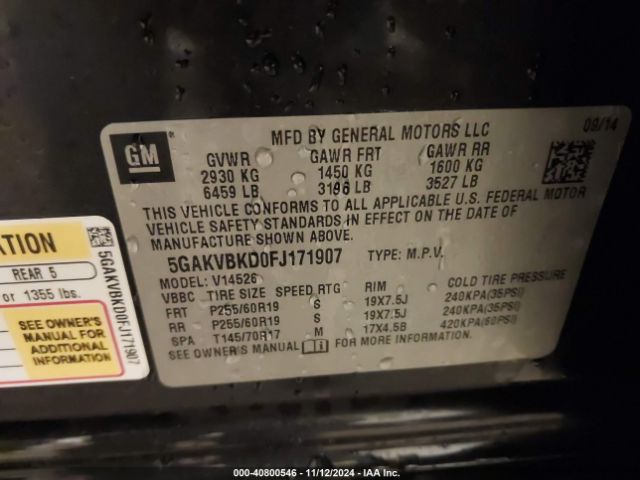 GM
MFD BY GENERAL MOTORS LLC 09/14
GVWR GAWR FRT GAWR RR
2930 KG 1450 KG 1600 KG
6459 LB 3196 LB 3527 LB
THIS VEHICLE CONFORMS TO ALL APPLICABLE U.S. FEDERAL MOTOR
VEHICLE SAFETY STANDARDS IN EFFECT ON THE DATE OF
MANUFACTURE SHOWN ABOVE.
5GAKVBKD0FJ171907 TYPE: M.P.V.
MODEL: V14526
VBBC TIRE SIZE SPEED RTG RIM COLD TIRE PRESSURE
FRT P255/60R19 S 19X7.5J 240KPA(35PSI)
RR P255/60R19 S 19X7.5J 240KPA(35PSI)
SPA T145/70R17 M 17X4.5B 420KPA(60PSI)
SEE OWNER'S MANUAL FOR MORE INFORMATION.
ATION
REAR 5
or 1355 lbs.
SEE OWNER'S
MANUAL FOR
ADDITIONAL
INFORMATION
5GAKVBKD0FJ171907
000-40800546 - 11/12/2024 - IAA Inc.